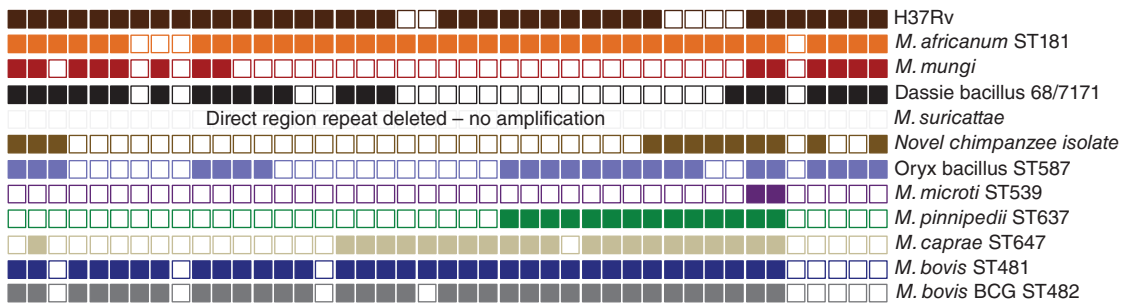 H37Rv
M. africanum ST181
M. mungi
Dassie bacillus 68/7171
Direct region repeat deleted – no amplification M. suricattae
Novel chimpanzee isolate
Oryx bacillus ST587
M. microti ST539
M. pinnipedii ST637
M. caprae ST647
M. bovis ST481
M. bovis BCG ST482